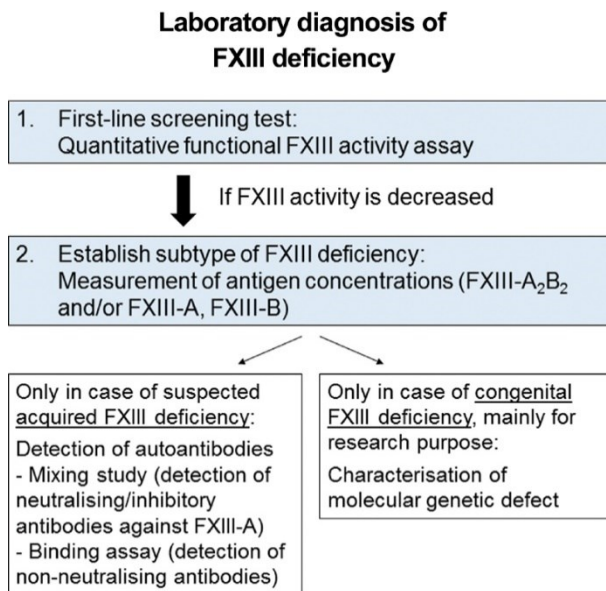 Laboratory diagnosis of
FXIII deficiency
1. First-line screening test:
Quantitative functional FXIII activity assay
If FXIII activity is decreased
2. Establish subtype of FXIII deficiency:
Measurement of antigen concentrations (FXIII-A₂B₂
and/or FXIII-A, FXIII-B)
Only in case of suspected
acquired FXIII deficiency:
Detection of autoantibodies
- Mixing study (detection of
neutralising/inhibitory
antibodies against FXIII-A)
- Binding assay (detection of
non-neutralising antibodies)
Only in case of congenital
FXIII deficiency, mainly for
research purpose:
Characterisation of
molecular genetic defect